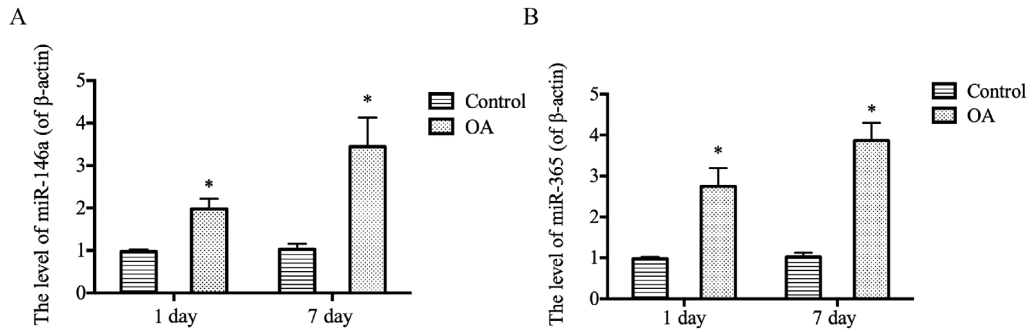 A
The level of miR-146a (of β-actin)
5
4
3
2
1
0
*
*
1 day
7 day
Control
OA
B
The level of miR-365 (of β-actin)
5
4
3
2
1
0
*
*
1 day
7 day
Control
OA